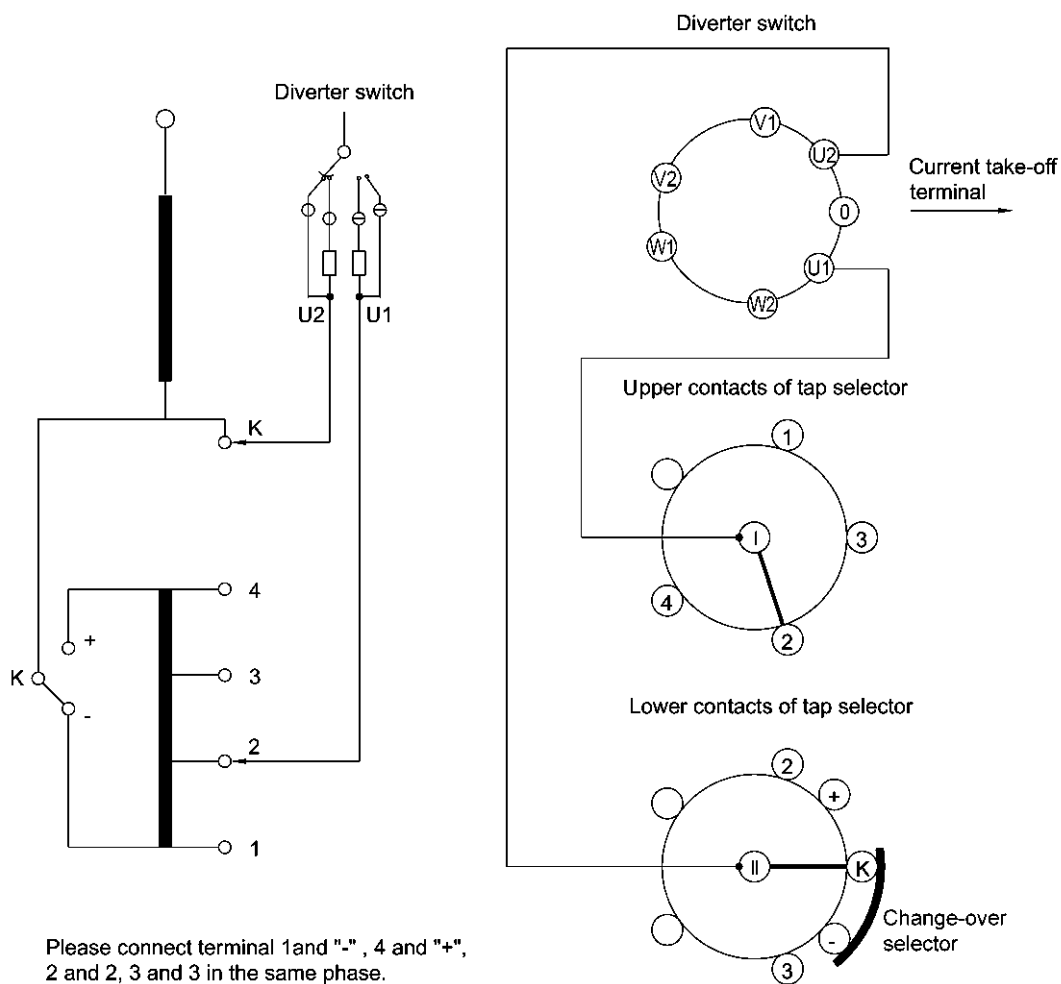 Diverter switch
U2
U1
K
+
K
-
4
3
2
1
Please connect terminal 1and "-" , 4 and "+",
2 and 2, 3 and 3 in the same phase.
Diverter switch
V1
U2
V2
0
W1
U1
W2
Current take-off
terminal
Upper contacts of tap selector
1
I
3
4
2
Lower contacts of tap selector
2
+
II
K
-
3
Change-over
selector